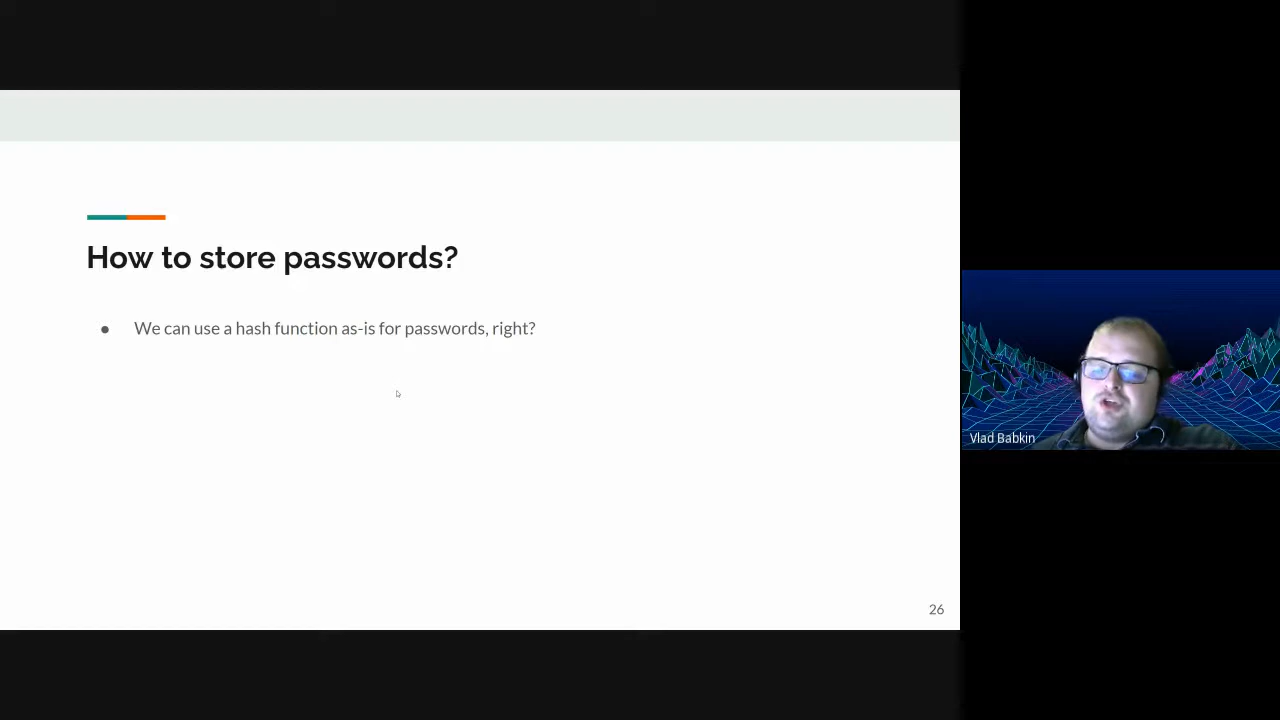 How to store passwords?
● We can use a hash function as-is for passwords, right?
26
Vlad Babkin